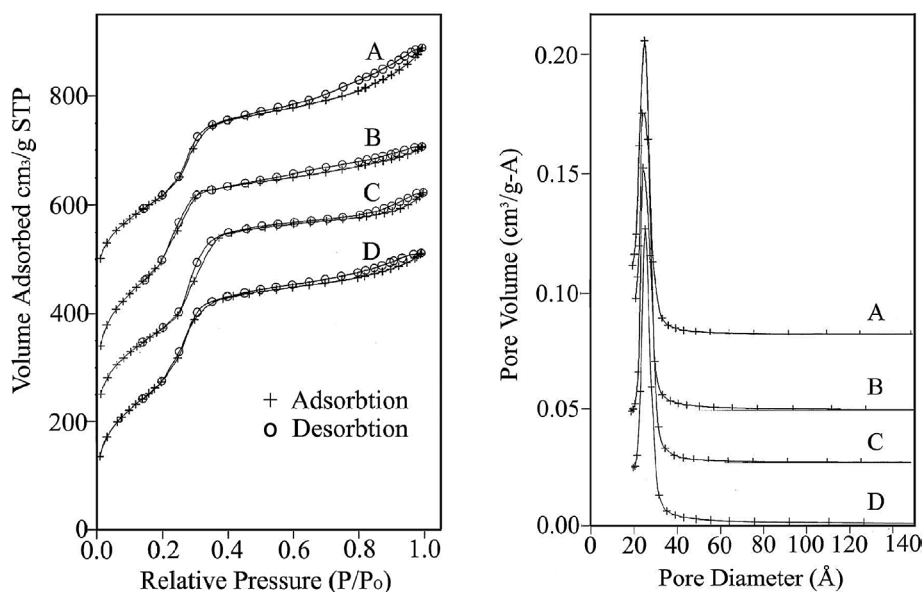 Volume Adsorbed cm3/g STP
800
600
400
200
0
A
B
C
D
+ Adsorbtion
o Desorbtion
0.0 0.2 0.4 0.6 0.8 1.0
Relative Pressure (P/Po)
Pore Volume (cm³/g-A)
0.20
0.15
0.10
0.05
0.00
A
B
C
D
0 20 40 60 80 100 120 140
Pore Diameter (Å)